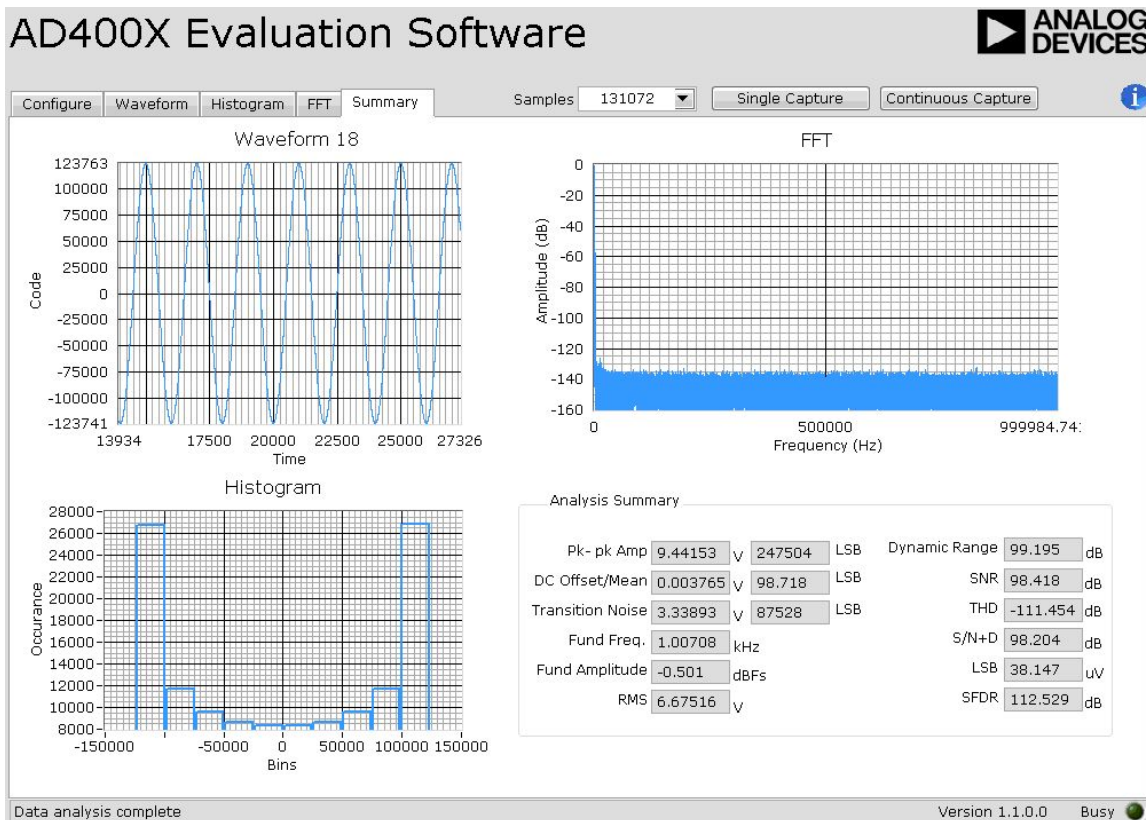 AD400X Evaluation Software
ANALOG
DEVICES
Configure Waveform Histogram FFT Summary Samples 131072 Single Capture Continuous Capture i
Waveform 18
123763
100000
75000
50000
25000
0
-25000
-50000
-75000
-100000
-123741
Code
13934 17500 20000 22500 25000 27326
Time
FFT
0
-20
-40
-60
-80
-100
-120
-140
-160
Amplitude (dB)
0 500000 999984.74
Frequency (Hz)
Histogram
28000
26000
24000
22000
20000
18000
16000
14000
12000
10000
8000
Occurance
-150000 -50000 0 50000 100000 150000
Bins
Analysis Summary
Pk- pk Amp 9.44153 V 247504 LSB
DC Offset/Mean 0.003765 V 98.718 LSB
Transition Noise 3.33893 V 87528 LSB
Fund Freq. 1.00708 kHz
Fund Amplitude -0.501 dBFs
RMS 6.67516 V
Dynamic Range 99.195 dB
SNR 98.418 dB
THD -111.454 dB
S/N+D 98.204 dB
LSB 38.147 uV
SFDR 112.529 dB
Data analysis complete Version 1.1.0.0 Busy